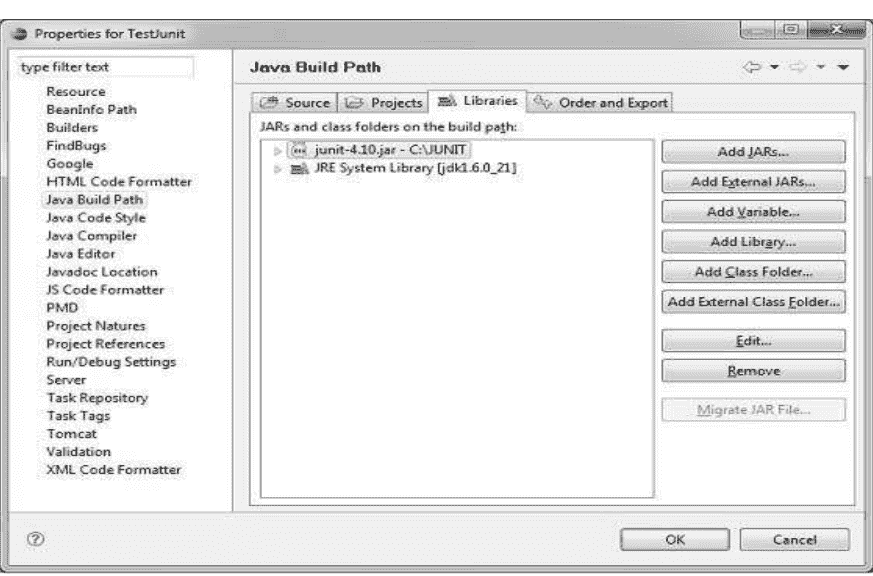 Properties for TestJunit
type filter text
Resource
BeanInfo Path
Builders
FindBugs
Google
HTML Code Formatter
Java Build Path
Java Code Style
Java Compiler
Java Editor
Javadoc Location
JS Code Formatter
PMD
Project Natures
Project References
Run/Debug Settings
Server
Task Repository
Task Tags
Tomcat
Validation
XML Code Formatter
Java Build Path
Source Projects Libraries Order and Export
JARs and class folders on the build path:
junit-4.10.jar - C:\JUNIT
JRE System Library [jdk1.6.0_21]
Add JARs...
Add External JARs...
Add Variable...
Add Library...
Add Class Folder...
Add External Class Folder...
Edit...
Remove
Migrate JAR File...
OK Cancel